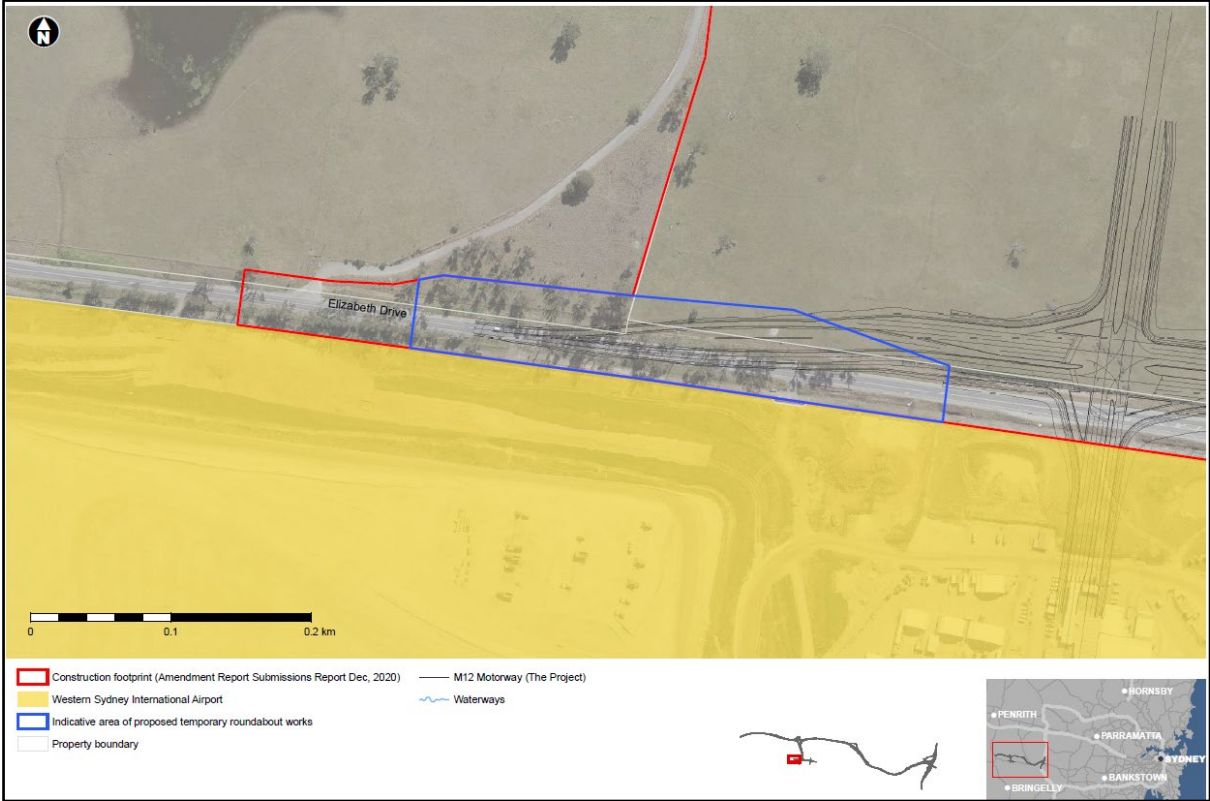 N
Elizabeth Drive
0 0.1 0.2 km
Construction footprint (Amendment Report Submissions Report Dec, 2020)
Western Sydney International Airport
Indicative area of proposed temporary roundabout works
Property boundary
M12 Motorway (The Project)
Waterways
HORNSBY
PENRITH
PARRAMATTA
SYDNEY
BANKSTOWN
BRINGELLY